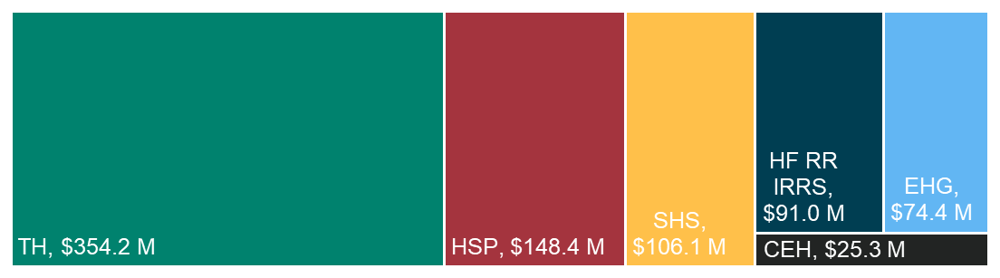 TH, $354.2 M
HSP, $148.4 M
SHS,
$106.1 M
HF RR
IRRS,
$91.0 M
EHG,
$74.4 M
CEH, $25.3 M